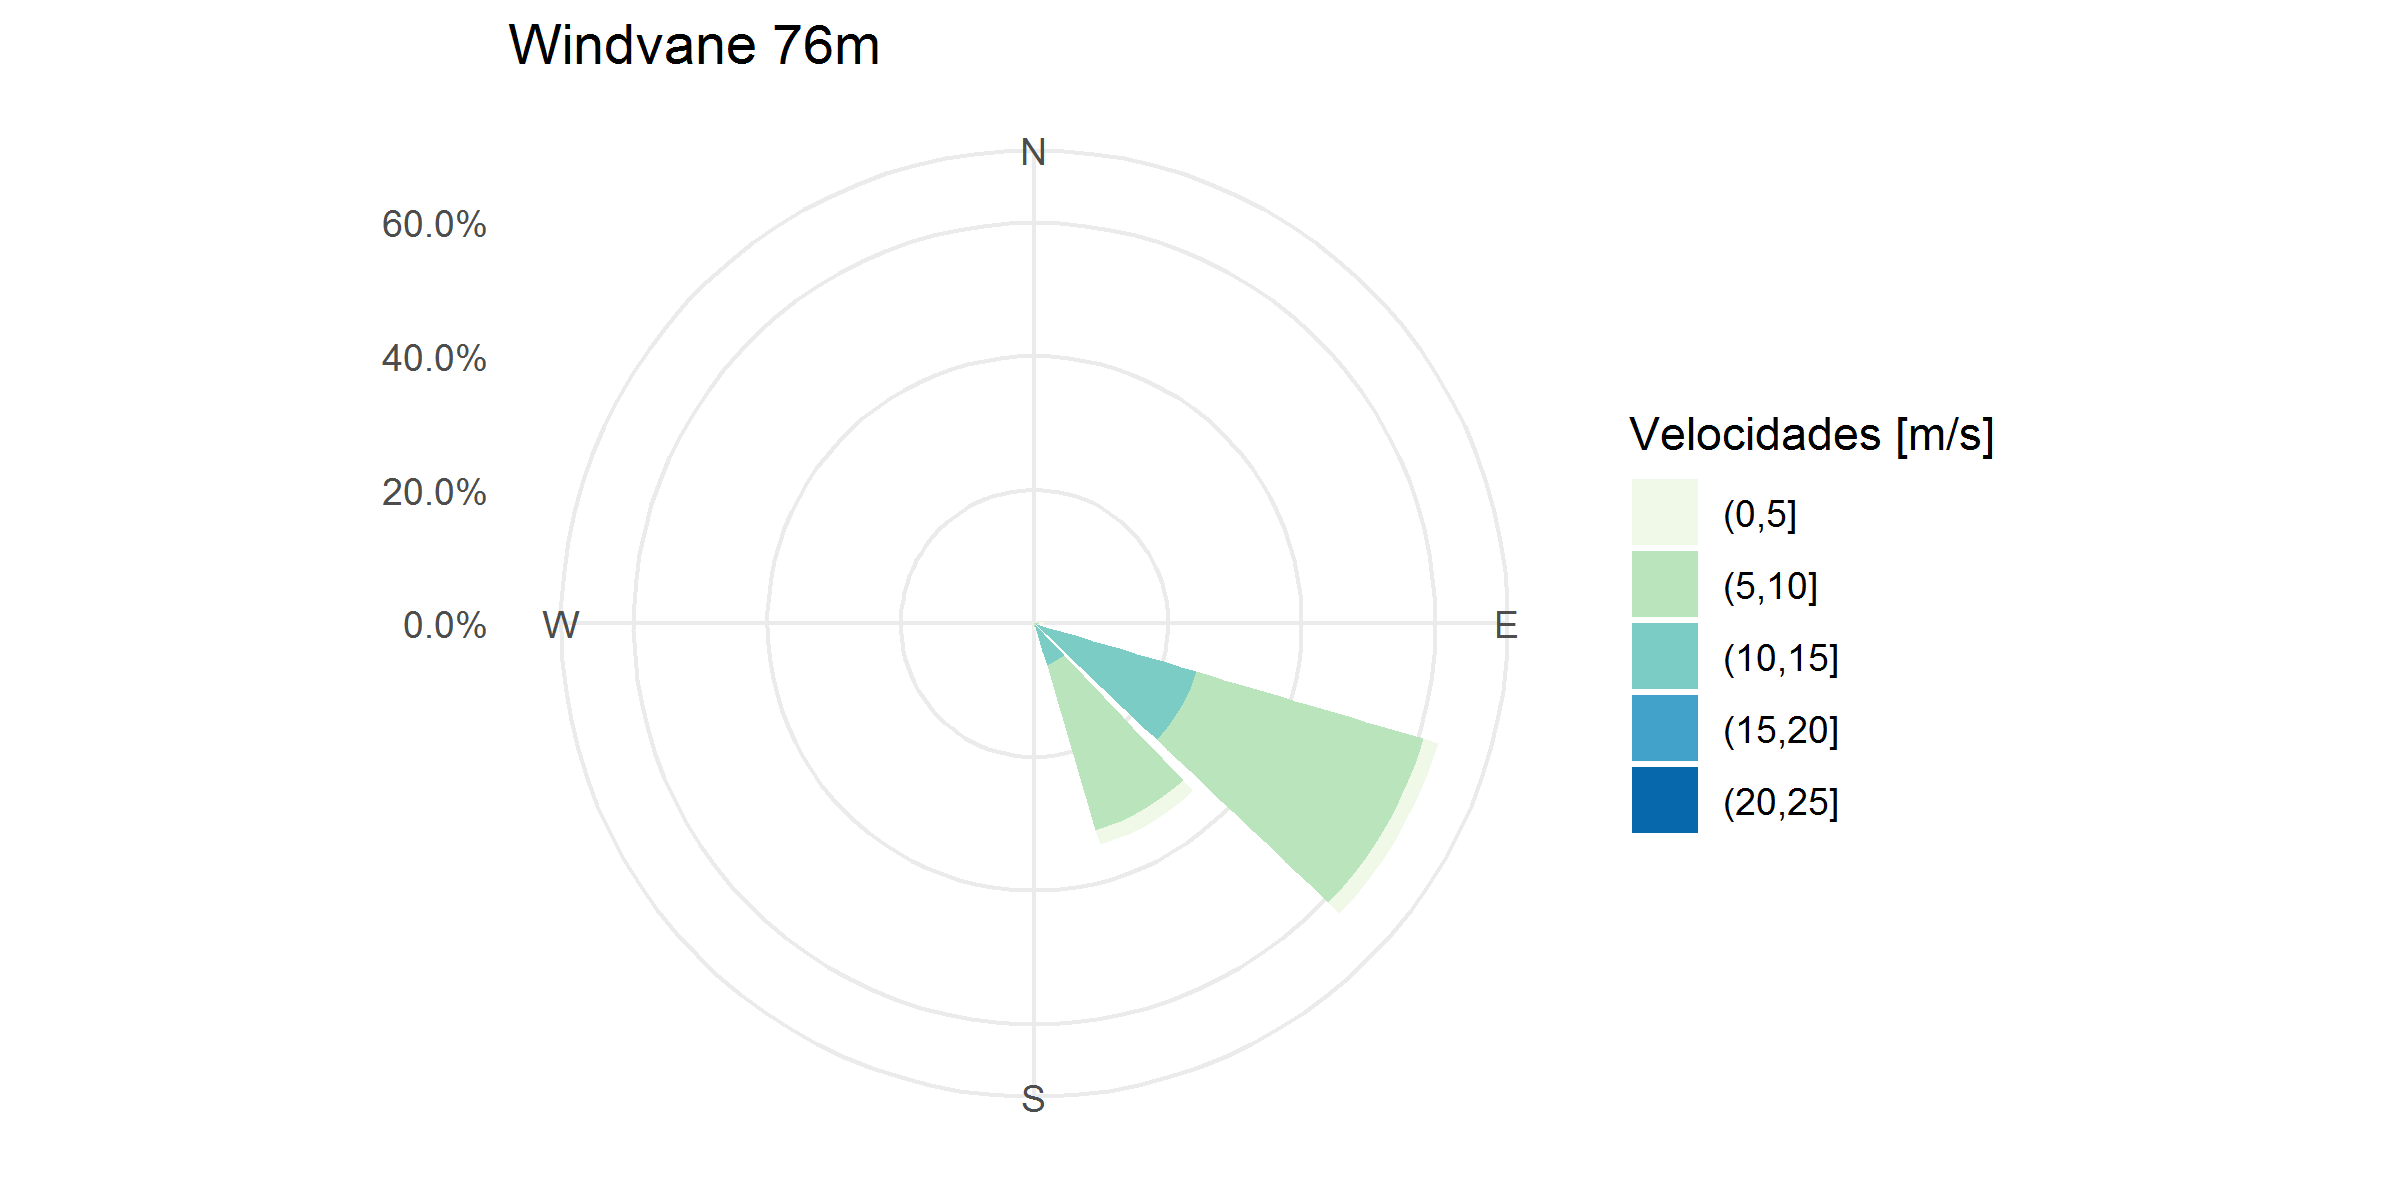 Windvane 76m
N
60.0%
40.0%
20.0%
0.0%
W
E
S
Velocidades [m/s]
(0,5]
(5,10]
(10,15]
(15,20]
(20,25]